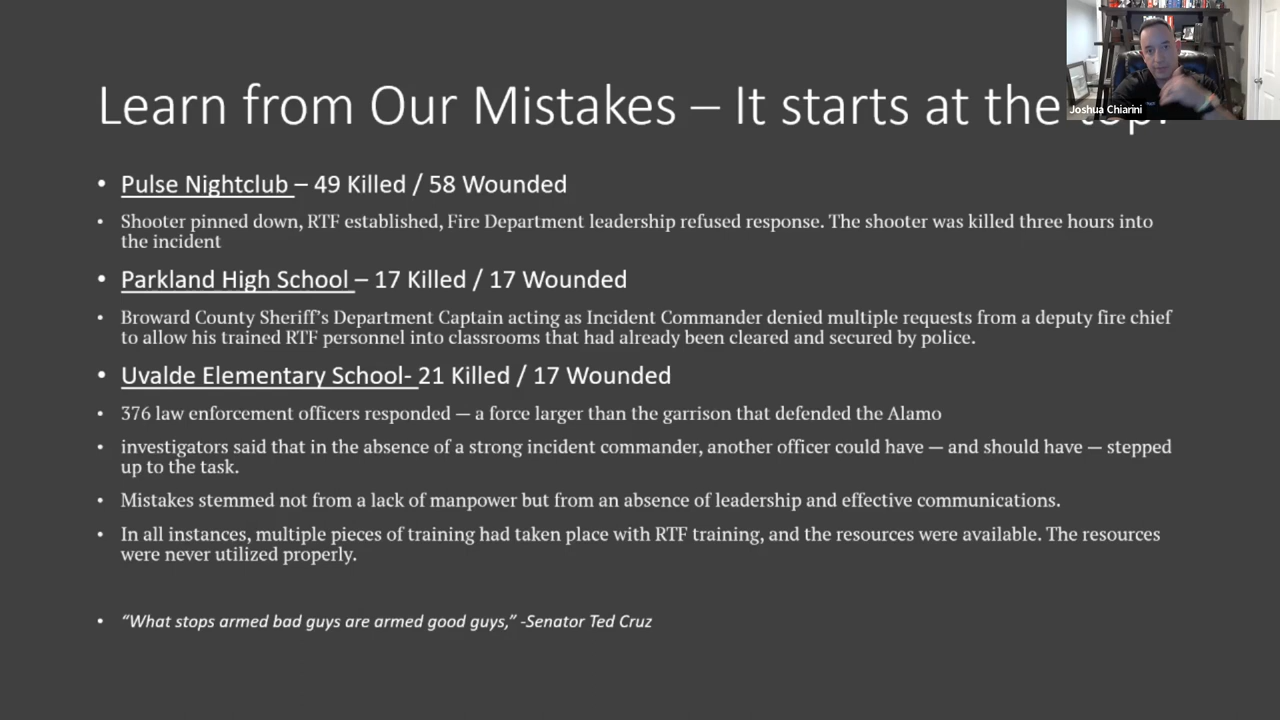 Learn from Our Mistakes – It starts at the top!
Joshua Chiarini
• Pulse Nightclub – 49 Killed / 58 Wounded
• Shooter pinned down, RTF established, Fire Department leadership refused response. The shooter was killed three hours into
the incident
• Parkland High School – 17 Killed / 17 Wounded
• Broward County Sheriff’s Department Captain acting as Incident Commander denied multiple requests from a deputy fire chief
to allow his trained RTF personnel into classrooms that had already been cleared and secured by police.
• Uvalde Elementary School- 21 Killed / 17 Wounded
• 376 law enforcement officers responded — a force larger than the garrison that defended the Alamo
• investigators said that in the absence of a strong incident commander, another officer could have — and should have — stepped
up to the task.
• Mistakes stemmed not from a lack of manpower but from an absence of leadership and effective communications.
• In all instances, multiple pieces of training had taken place with RTF training, and the resources were available. The resources
were never utilized properly.
• “What stops armed bad guys are armed good guys,” -Senator Ted Cruz